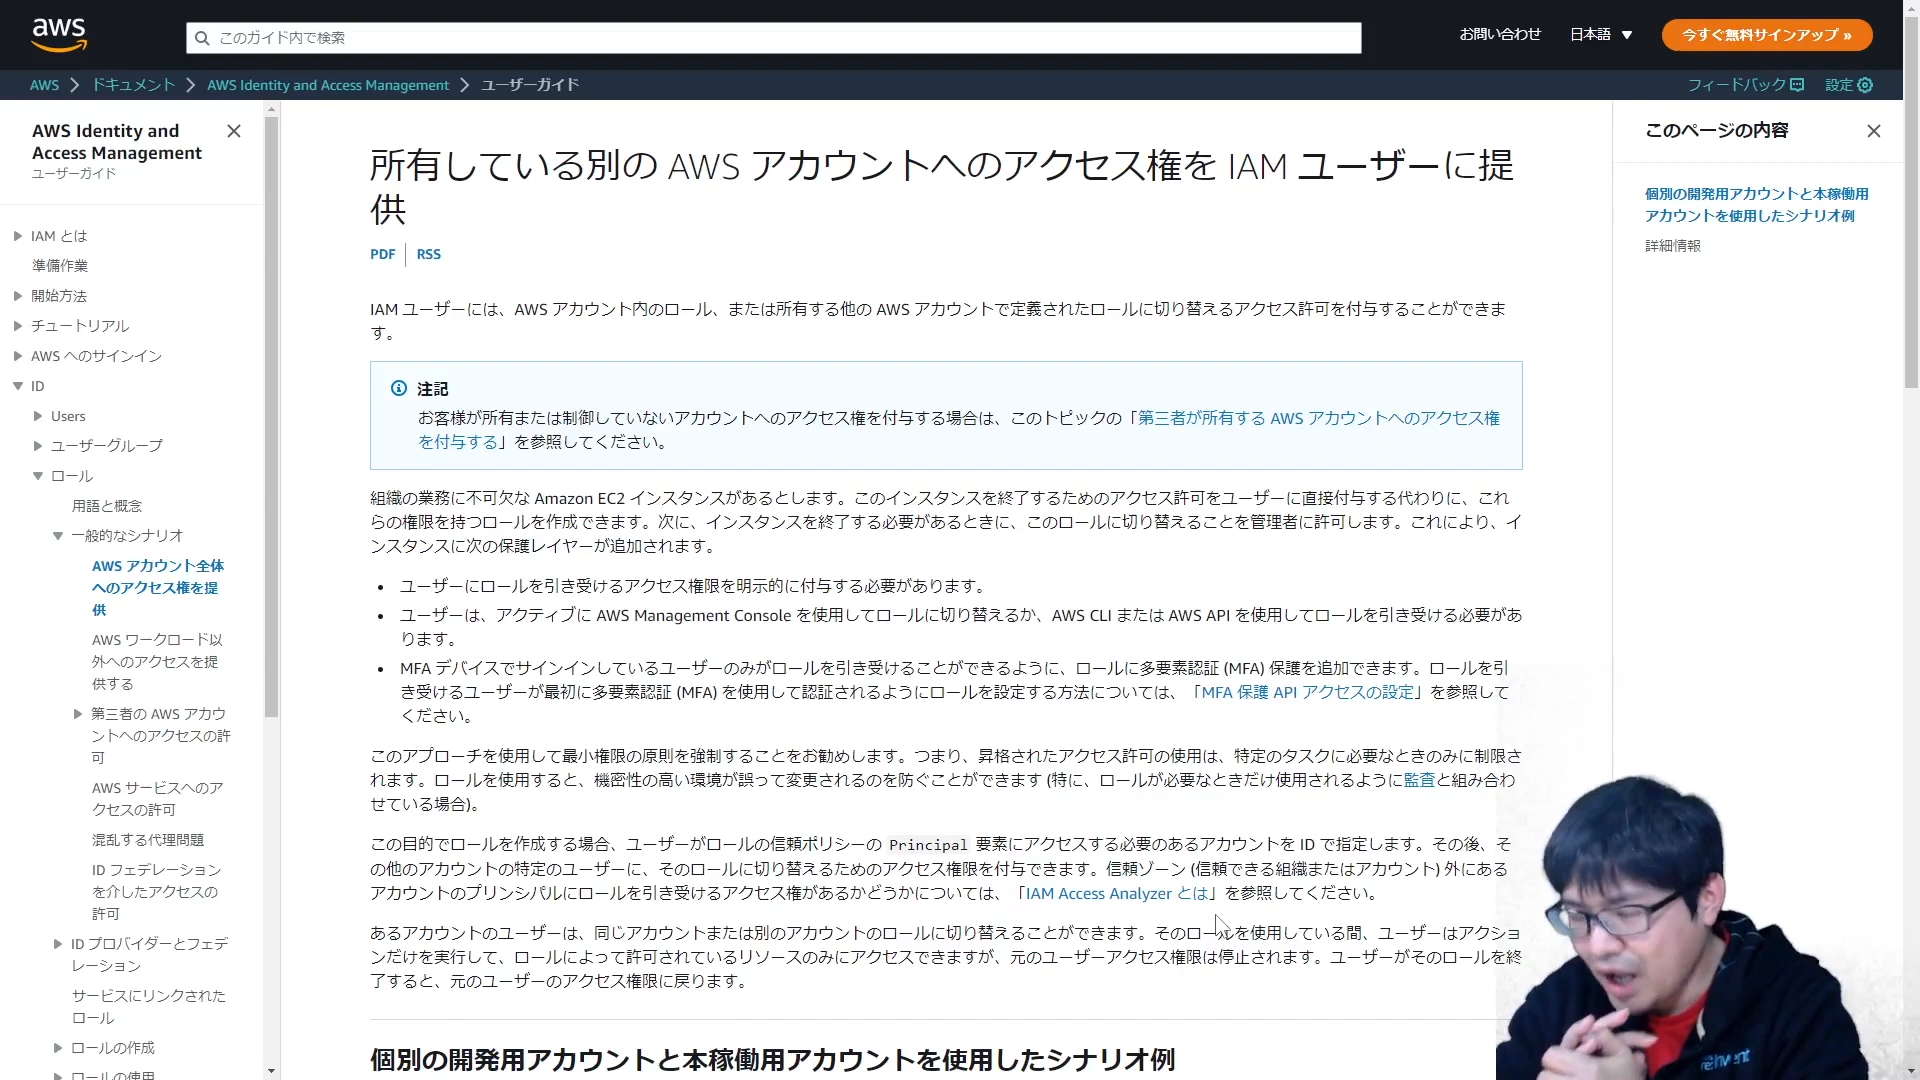 aws
このガイド内で検索
お問い合わせ
日本語
今すぐ無料サインアップ »
AWS
ドキュメント
AWS Identity and Access Management
ユーザーガイド
フィードバック
設定
AWS Identity and
Access Management
ユーザーガイド
IAM とは
準備作業
開始方法
チュートリアル
AWS へのサインイン
ID
Users
ユーザーグループ
ロール
用語と概念
一般的なシナリオ
AWS アカウント全体
へのアクセス権を提
供
AWS ワークロード以
外へのアクセスを提
供する
第三者の AWS アカウ
ントへのアクセスの許
可
AWS サービスへのア
クセスの許可
混乱する代理問題
ID フェデレーション
を介したアクセスの
許可
ID プロバイダーとフェデ
レーション
サービスにリンクされた
ロール
ロールの作成
ロールの使用
所有している別の AWS アカウントへのアクセス権を IAM ユーザーに提
供
PDF
RSS
IAM ユーザーには、AWS アカウント内のロール、または所有する他の AWS アカウントで定義されたロールに切り替えるアクセス許可を付与することができま
す。
注記
お客様が所有または制御していないアカウントへのアクセス権を付与する場合は、このトピックの「第三者が所有する AWS アカウントへのアクセス権
を付与する」を参照してください。
組織の業務に不可欠な Amazon EC2 インスタンスがあるとします。このインスタンスを終了するためのアクセス許可をユーザーに直接付与する代わりに、これ
らの権限を持つロールを作成できます。次に、インスタンスを終了する必要があるときに、このロールに切り替えることを管理者に許可します。これにより、イ
ンスタンスに次の保護レイヤーが追加されます。
• ユーザーにロールを引き受けるアクセス権限を明示的に付与する必要があります。
• ユーザーは、アクティブに AWS Management Console を使用してロールに切り替えるか、AWS CLI または AWS API を使用してロールを引き受ける必要があ
ります。
• MFA デバイスでサインインしているユーザーのみがロールを引き受けることができるように、ロールに多要素認証 (MFA) 保護を追加できます。ロールを引
き受けるユーザーが最初に多要素認証 (MFA) を使用して認証されるようにロールを設定する方法については、「MFA 保護 API アクセスの設定」を参照して
ください。
このアプローチを使用して最小権限の原則を強制することをお勧めします。つまり、昇格されたアクセス許可の使用は、特定のタスクに必要なときのみに制限さ
れます。ロールを使用すると、機密性の高い環境が誤って変更されるのを防ぐことができます (特に、ロールが必要なときだけ使用されるように監査と組み合わ
せている場合)。
この目的でロールを作成する場合、ユーザーがロールの信頼ポリシーの Principal 要素にアクセスする必要のあるアカウントを ID で指定します。その後、そ
の他のアカウントの特定のユーザーに、そのロールに切り替えるためのアクセス権限を付与できます。信頼ゾーン (信頼できる組織またはアカウント) 外にある
アカウントのプリンシパルにロールを引き受けるアクセス権があるかどうかについては、「IAM Access Analyzer とは」を参照してください。
あるアカウントのユーザーは、同じアカウントまたは別のアカウントのロールに切り替えることができます。そのロールを使用している間、ユーザーはアクショ
ンだけを実行して、ロールによって許可されているリソースのみにアクセスできますが、元のユーザーアクセス権限は停止されます。ユーザーがそのロールを終
了すると、元のユーザーのアクセス権限に戻ります。
個別の開発用アカウントと本稼働用アカウントを使用したシナリオ例
このページの内容
個別の開発用アカウントと本稼働用
アカウントを使用したシナリオ例
詳細情報